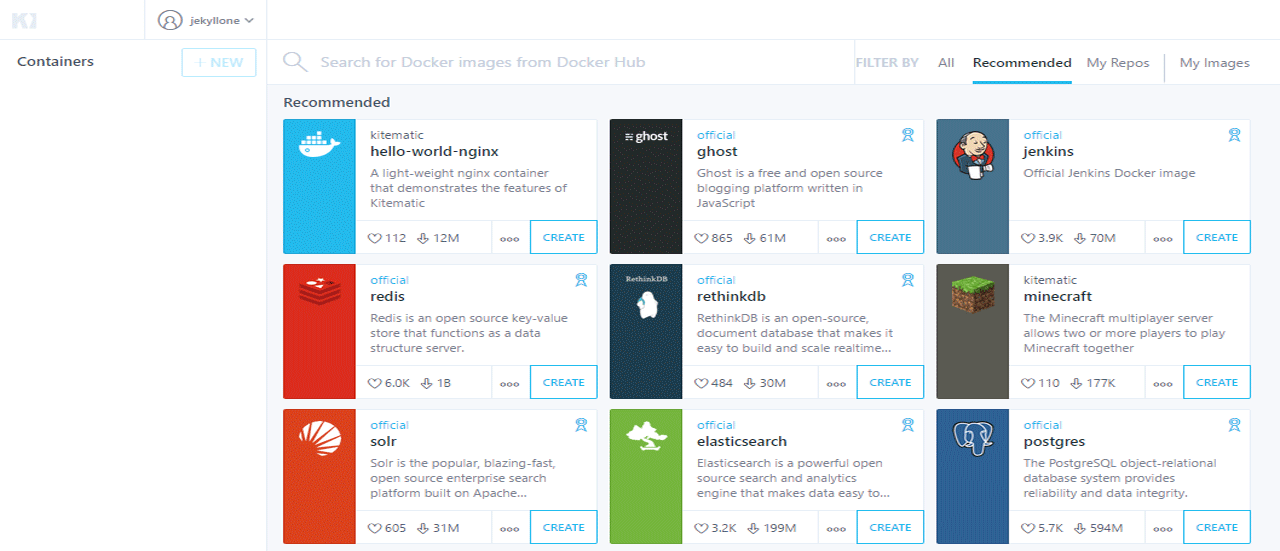 jekyllone
Containers
+ NEW
Search for Docker images from Docker Hub
FILTER BY All Recommended My Repos My Images
Recommended
kitematic
hello-world-nginx
A light-weight nginx container
that demonstrates the features of
Kitematic
112 12M CREATE
ghost
official
ghost
Ghost is a free and open source
blogging platform written in
JavaScript
865 61M CREATE
official
jenkins
Official Jenkins Docker image
3.9K 70M CREATE
official
redis
Redis is an open source key-value
store that functions as a data
structure server.
6.0K 1B CREATE
RethinkDB
official
rethinkdb
RethinkDB is an open-source,
document database that makes it
easy to build and scale realtime...
484 30M CREATE
kitematic
minecraft
The Minecraft multiplayer server
allows two or more players to play
Minecraft together
110 177K CREATE
official
solr
Solr is the popular, blazing-fast,
open source enterprise search
platform built on Apache...
605 31M CREATE
official
elasticsearch
Elasticsearch is a powerful open
source search and analytics
engine that makes data easy to...
3.2K 199M CREATE
official
postgres
The PostgreSQL object-relational
database system provides
reliability and data integrity.
5.7K 594M CREATE